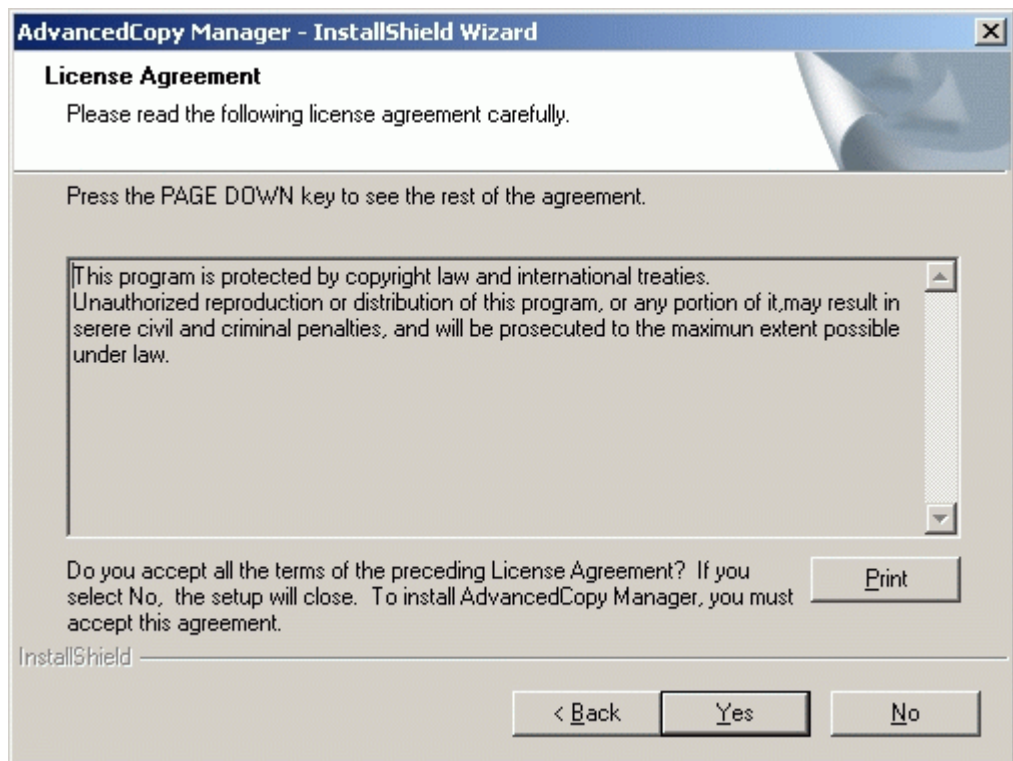 AdvancedCopy Manager - InstallShield Wizard
License Agreement
Please read the following license agreement carefully.
Press the PAGE DOWN key to see the rest of the agreement.
This program is protected by copyright law and international treaties.
Unauthorized reproduction or distribution of this program, or any portion of it,may result in
serere civil and criminal penalties, and will be prosecuted to the maximun extent possible
under law.
Do you accept all the terms of the preceding License Agreement? If you
select No, the setup will close. To install AdvancedCopy Manager, you must
accept this agreement.
Print
InstallShield
< Back
Yes
No